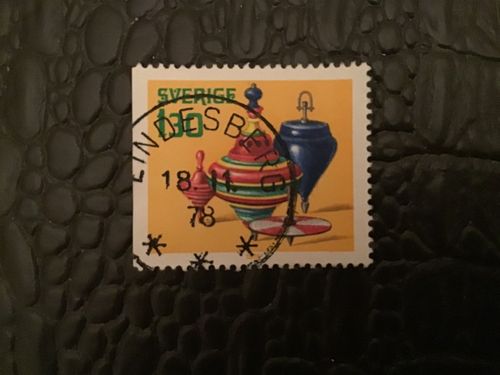 SVERIGE
130
LINDESBERG
18.11.
78